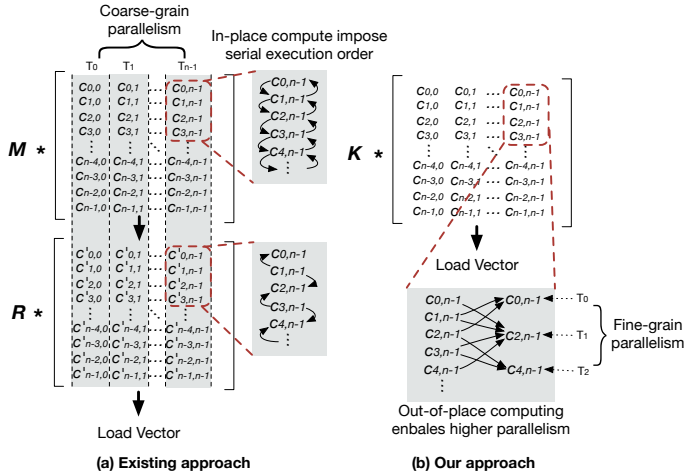 Coarse-grain
parallelism
T0 T1 Tn-1
M *
C0,0 C0,1 ····· C0,n-1
C1,0 C1,1 ····· C1,n-1
C2,0 C2,1 ····· C2,n-1
C3,0 C3,1 C3,n-1
⋮ ⋮ ⋮
Cn-4,0 Cn-4,1 ····· Cn-4,n-1
Cn-3,0 Cn-3,1 ····· Cn-3,n-1
Cn-2,0 Cn-2,1 ····· Cn-2,n-1
Cn-1,0 Cn-1,1 ····· Cn-1,n-1
In-place compute impose
serial execution order
C0,n-1
C1,n-1
C2,n-1
C3,n-1
C4,n-1
⋮
R *
C'0,0 C'0,1 ····· C'0,n-1
C'1,0 C'1,1 ····· C'1,n-1
C'2,0 C'2,1 ····· C'2,n-1
C'3,0 C'3,1 C'3,n-1
⋮ ⋮ ⋮
C'n-4,0 C'n-4,1 ····· C'n-4,n-1
C'n-3,0 C'n-3,1 ····· C'n-3,n-1
C'n-2,0 C'n-2,1 ····· C'n-2,n-1
C'n-1,0 C'n-1,1 ····· C'n-1,n-1
C0,n-1
C1,n-1
C2,n-1
C3,n-1
C4,n-1
⋮
Load Vector
(a) Existing approach
K *
C0,0 C0,1 ····· C0,n-1
C1,0 C1,1 ····· C1,n-1
C2,0 C2,1 ····· C2,n-1
C3,0 C3,1 C3,n-1
⋮ ⋮ ⋮
Cn-4,0 Cn-4,1 ····· Cn-4,n-1
Cn-3,0 Cn-3,1 ····· Cn-3,n-1
Cn-2,0 Cn-2,1 ····· Cn-2,n-1
Cn-1,0 Cn-1,1 ····· Cn-1,n-1
Load Vector
C0,n-1 C0,n-1 T0
C1,n-1
C2,n-1 C2,n-1 T1
C3,n-1
C4,n-1 C4,n-1 T2
⋮
Fine-grain
parallelism
Out-of-place computing
enbales higher parallelism
(b) Our approach